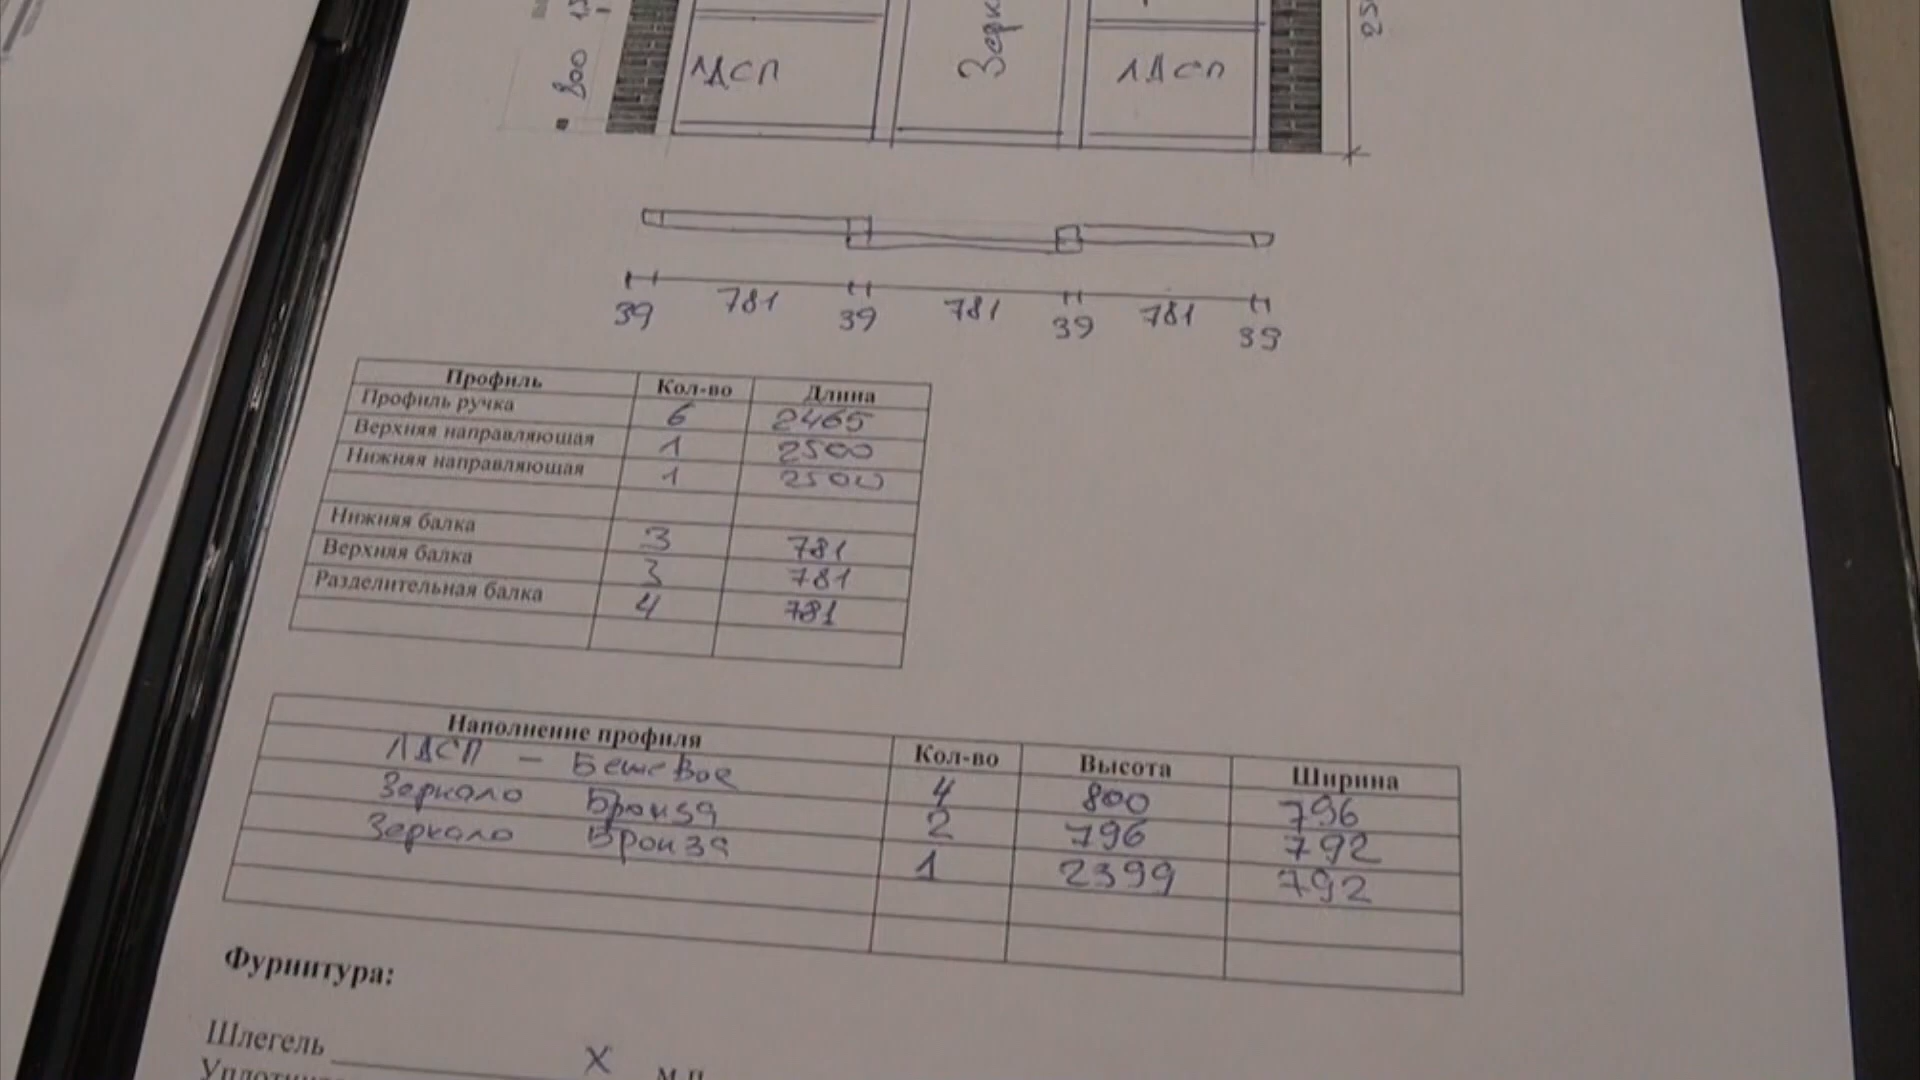 800
ЛДСП
Зерк
ЛДСП
25
39 781 39 781 39 781 39
Профиль Кол-во Длина
Профиль ручка 6 2465
Верхняя направляющая 1 2500
Нижняя направляющая 1 2500
Нижняя балка 3 781
Верхняя балка 3 781
Разделительная балка 4 781
Наполнение профиля Кол-во Высота Ширина
ЛДСП - Бешевое 4 800 796
Зеркало Бронза 2 796 792
Зеркало Бронза 1 2399 792
Фурнитура:
Шлегель X м.п.